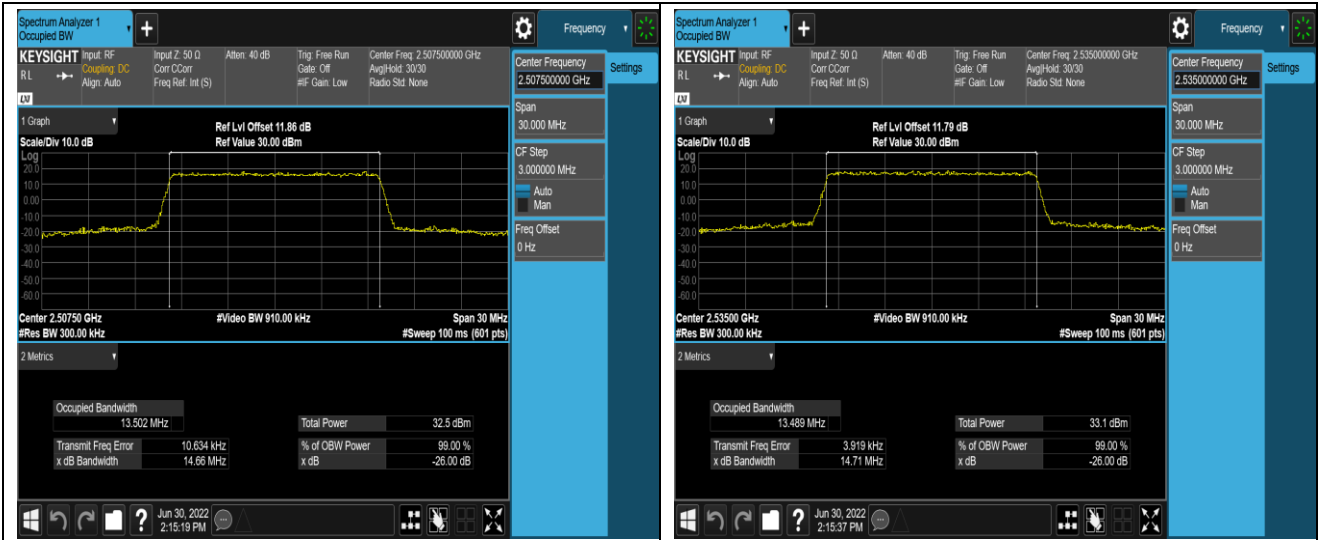 Spectrum Analyzer 1
Occupied BW
+
Frequency
KEYSIGHT
RL
LXI
Input: RF
Coupling: DC
Align: Auto
Input Z: 50 Ω
Corr CCorr
Freq Ref: Int (S)
Atten: 40 dB
Trig: Free Run
Gate: Off
#IF Gain: Low
Center Freq: 2.507500000 GHz
Avg|Hold: 30/30
Radio Std: None
Center Frequency
2.507500000 GHz
Settings
Span
30.000 MHz
CF Step
3.000000 MHz
Auto
Man
Freq Offset
0 Hz
1 Graph
Scale/Div 10.0 dB
Ref Lvl Offset 11.86 dB
Ref Value 30.00 dBm
Log
20.0
10.0
0.00
-10.0
-20.0
-30.0
-40.0
-50.0
-60.0
Center 2.50750 GHz
#Video BW 910.00 kHz
Span 30 MHz
#Res BW 300.00 kHz
#Sweep 100 ms (601 pts)
2 Metrics
Occupied Bandwidth
13.502 MHz
Total Power 32.5 dBm
Transmit Freq Error 10.634 kHz
% of OBW Power 99.00 %
x dB Bandwidth 14.66 MHz
x dB -26.00 dB
?
Jun 30, 2022
2:15:19 PM
Spectrum Analyzer 1
Occupied BW
+
Frequency
KEYSIGHT
RL
LXI
Input: RF
Coupling: DC
Align: Auto
Input Z: 50 Ω
Corr CCorr
Freq Ref: Int (S)
Atten: 40 dB
Trig: Free Run
Gate: Off
#IF Gain: Low
Center Freq: 2.535000000 GHz
Avg|Hold: 30/30
Radio Std: None
Center Frequency
2.535000000 GHz
Settings
Span
30.000 MHz
CF Step
3.000000 MHz
Auto
Man
Freq Offset
0 Hz
1 Graph
Scale/Div 10.0 dB
Ref Lvl Offset 11.79 dB
Ref Value 30.00 dBm
Log
20.0
10.0
0.00
-10.0
-20.0
-30.0
-40.0
-50.0
-60.0
Center 2.53500 GHz
#Video BW 910.00 kHz
Span 30 MHz
#Res BW 300.00 kHz
#Sweep 100 ms (601 pts)
2 Metrics
Occupied Bandwidth
13.489 MHz
Total Power 33.1 dBm
Transmit Freq Error 3.919 kHz
% of OBW Power 99.00 %
x dB Bandwidth 14.71 MHz
x dB -26.00 dB
?
Jun 30, 2022
2:15:37 PM